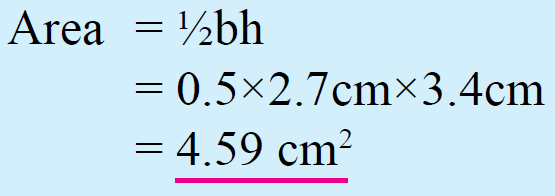 Area = ½bh
= 0.5×2.7cm×3.4cm
= 4.59 cm²